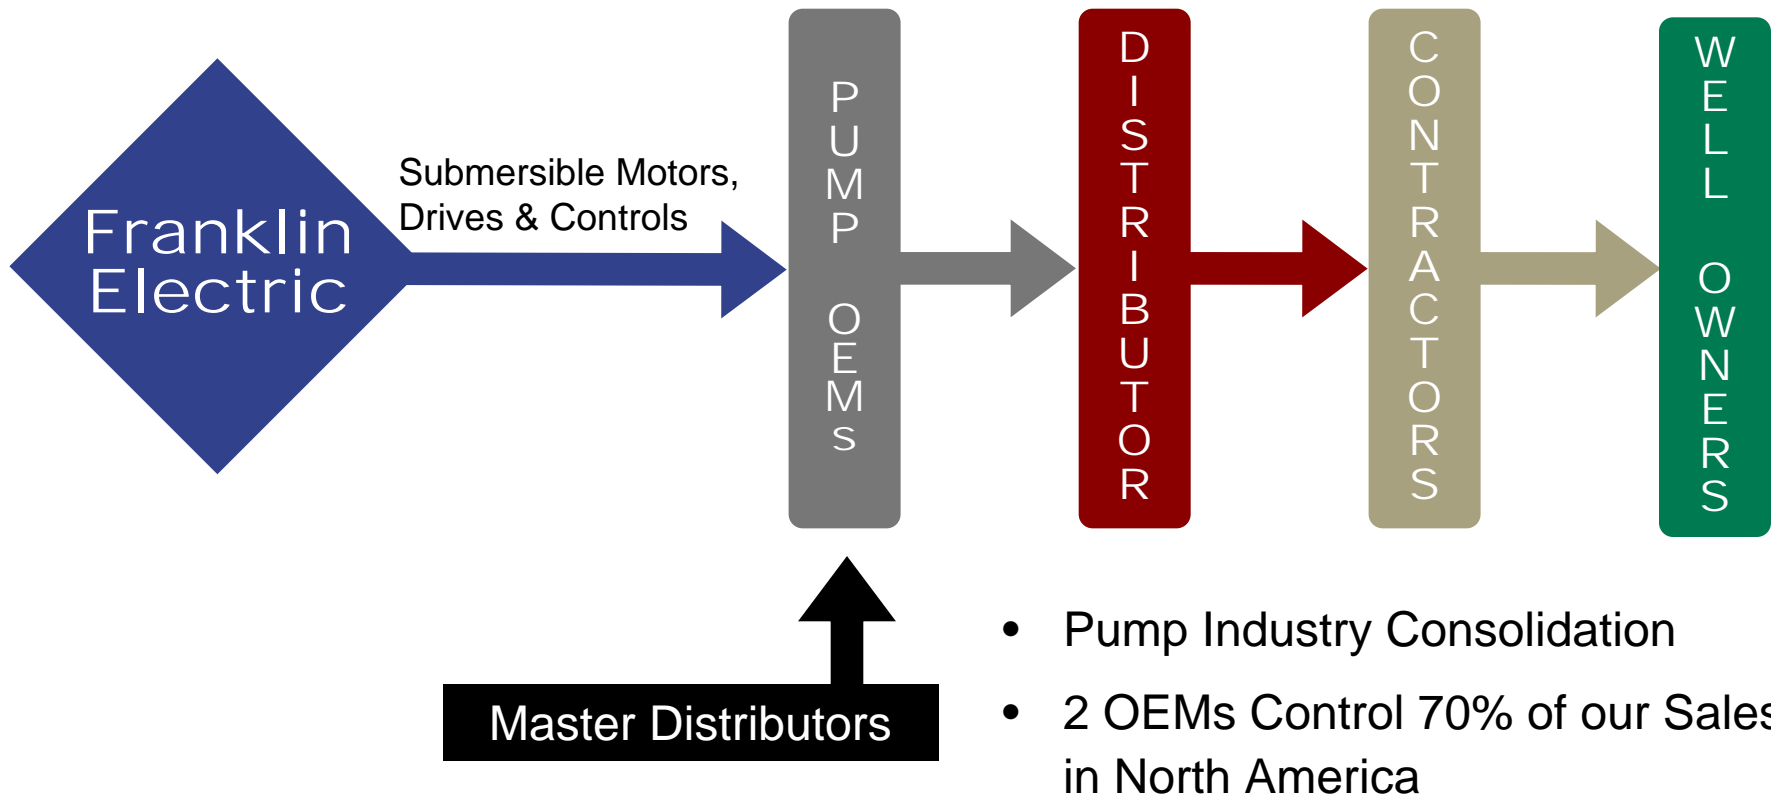 Franklin
Electric
Submersible Motors,
Drives & Controls
PUMP OEMs
DISTRIBUTOR
CONTRACTORS
WELL OWNERS
Master Distributors
• Pump Industry Consolidation
• 2 OEMs Control 70% of our Sales
in North America